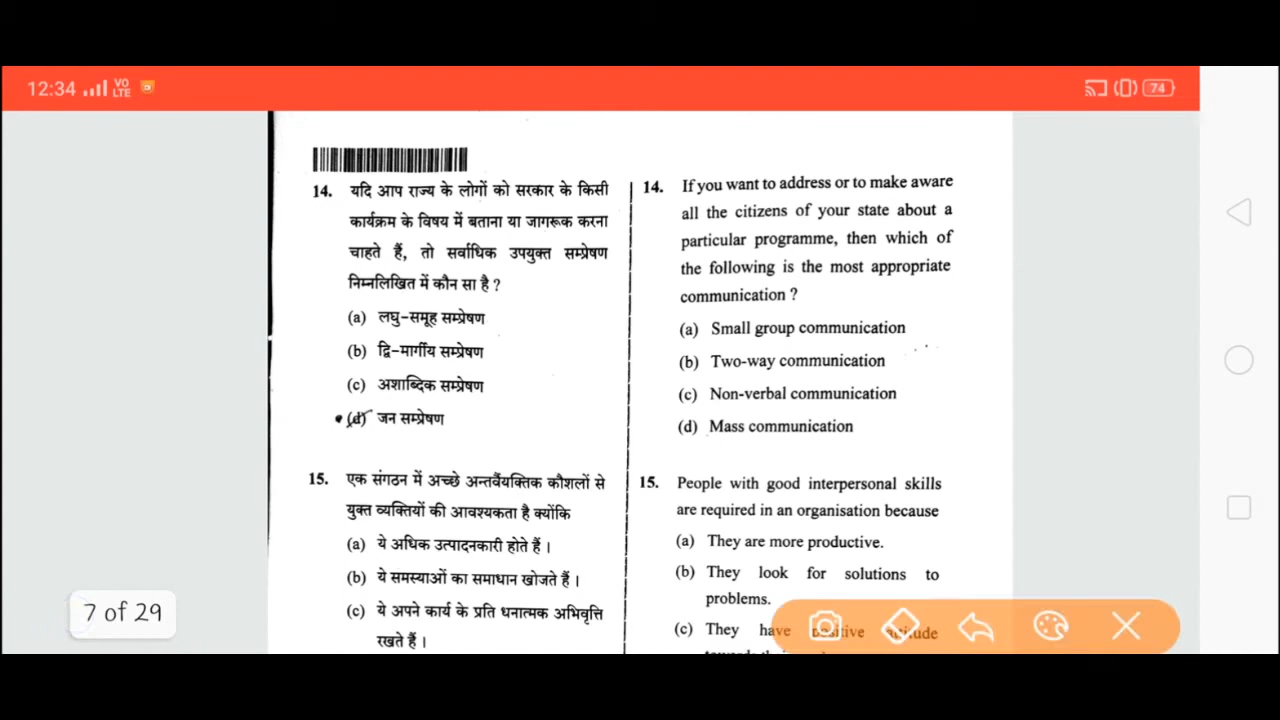 12:34
VO
LTE
74
14. यदि आप राज्य के लोगों को सरकार के किसी
कार्यक्रम के विषय में बताना या जागरूक करना
चाहते हैं, तो सर्वाधिक उपयुक्त सम्प्रेषण
निम्नलिखित में कौन सा है ?
(a) लघु-समूह सम्प्रेषण
(b) द्वि-मार्गीय सम्प्रेषण
(c) अशाब्दिक सम्प्रेषण
(d) जन सम्प्रेषण
15. एक संगठन में अच्छे अन्तर्वैयक्तिक कौशलों से
युक्त व्यक्तियों की आवश्यकता है क्योंकि
(a) ये अधिक उत्पादनकारी होते हैं ।
(b) ये समस्याओं का समाधान खोजते हैं ।
(c) ये अपने कार्य के प्रति धनात्मक अभिवृत्ति
रखते हैं ।
14. If you want to address or to make aware
all the citizens of your state about a
particular programme, then which of
the following is the most appropriate
communication ?
(a) Small group communication
(b) Two-way communication
(c) Non-verbal communication
(d) Mass communication
15. People with good interpersonal skills
are required in an organisation because
(a) They are more productive.
(b) They look for solutions to
problems.
(c) They have positive attitude
7 of 29